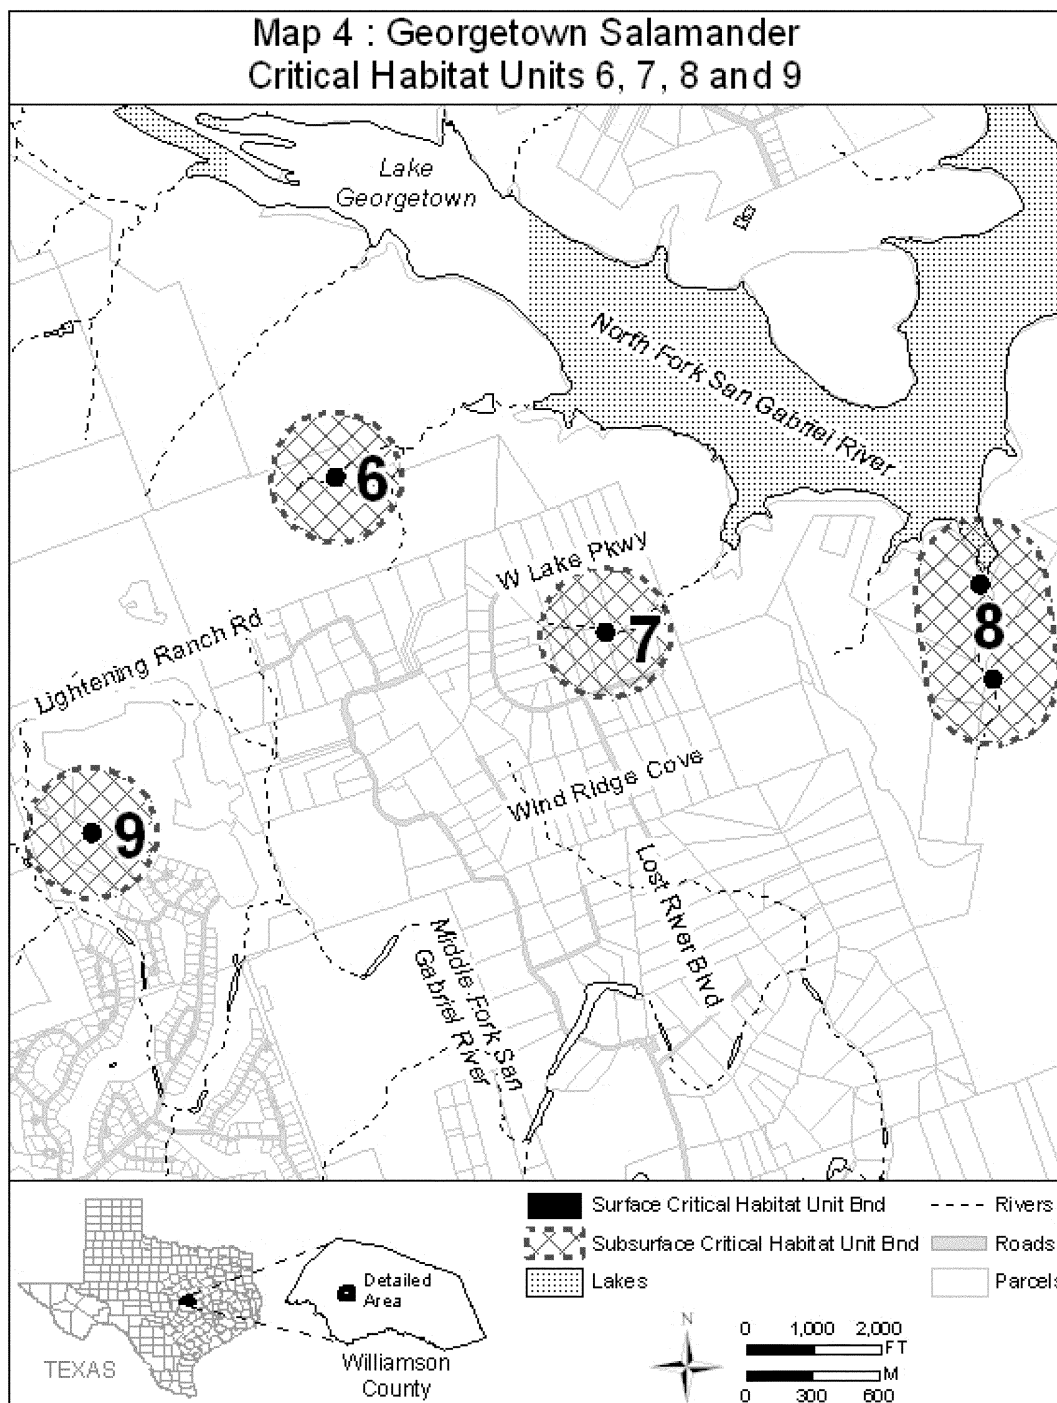 Map 4 : Georgetown Salamander
Critical Habitat Units 6, 7, 8 and 9
Lake
Georgetown
North Fork San Gabriel River
6
W Lake Pkwy
7
8
Lightening Ranch Rd
Wind Ridge Cove
9
Lost River Blvd
Middle Fork San
Gabriel River
Surface Critical Habitat Unit Bnd
Rivers
Subsurface Critical Habitat Unit Bnd
Roads
Lakes
Parcels
Detailed
Area
TEXAS
Williamson
County
N
0 1,000 2,000
FT
M
0 300 600